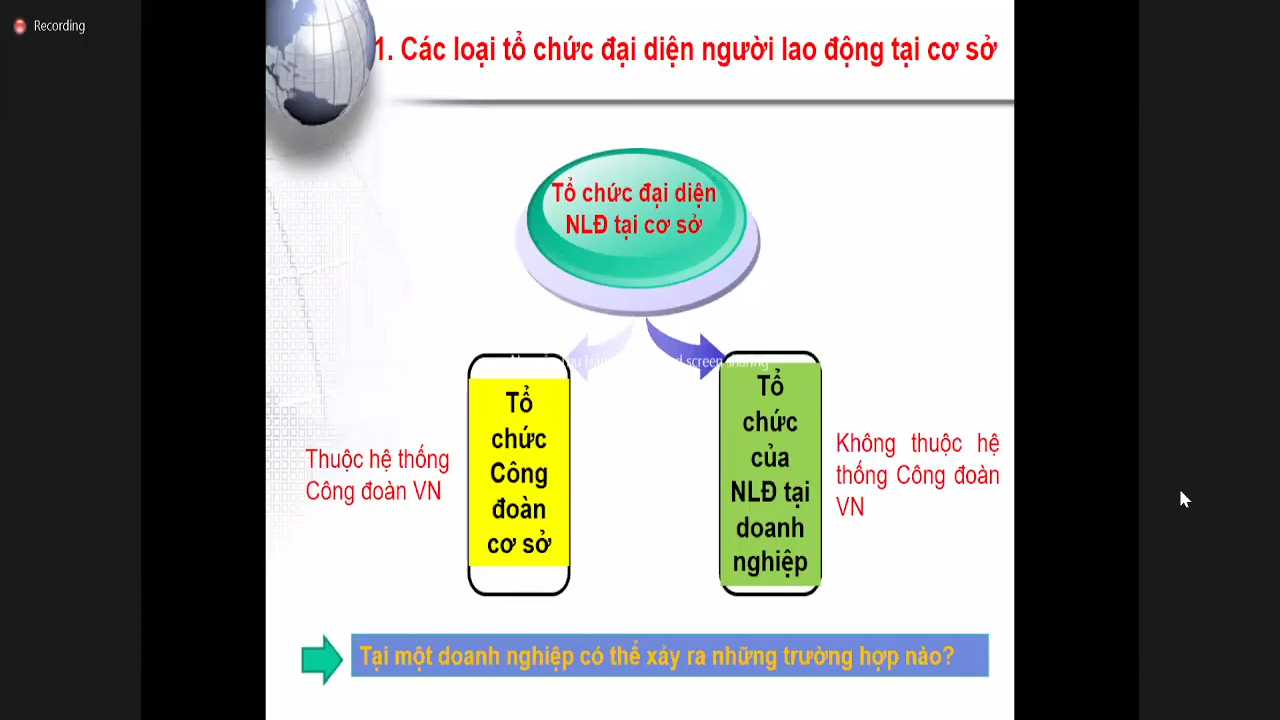 Recording
1. Các loại tổ chức đại diện người lao động tại cơ sở
Tổ chức đại diện
NLĐ tại cơ sở
screen sharing
Tổ
chức
Công
đoàn
cơ sở
Thuộc hệ thống
Công đoàn VN
Tổ
chức
của
NLĐ tại
doanh
nghiệp
Không thuộc hệ
thống Công đoàn
VN
Tại một doanh nghiệp có thể xảy ra những trường hợp nào?